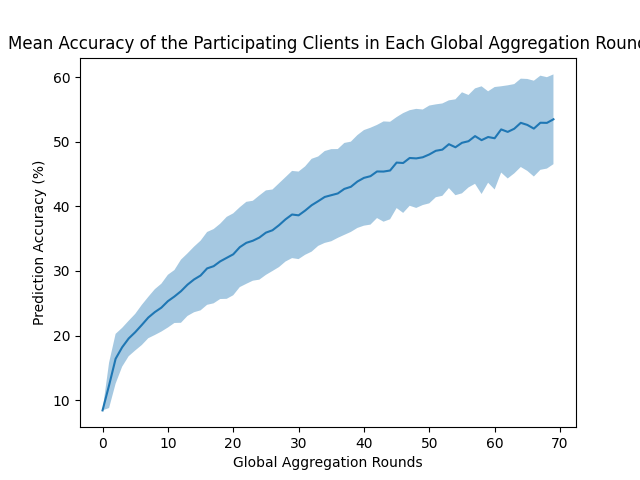 Mean Accuracy of the Participating Clients in Each Global Aggregation Roun
60
50
40
30
20
10
Prediction Accuracy (%)
0 10 20 30 40 50 60 70
Global Aggregation Rounds